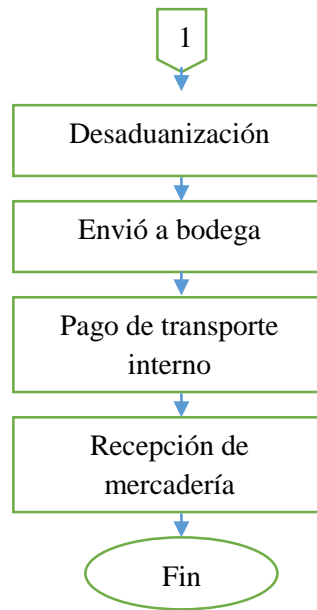 1
Desaduanización
Envió a bodega
Pago de transporte
interno
Recepción de
mercadería
Fin